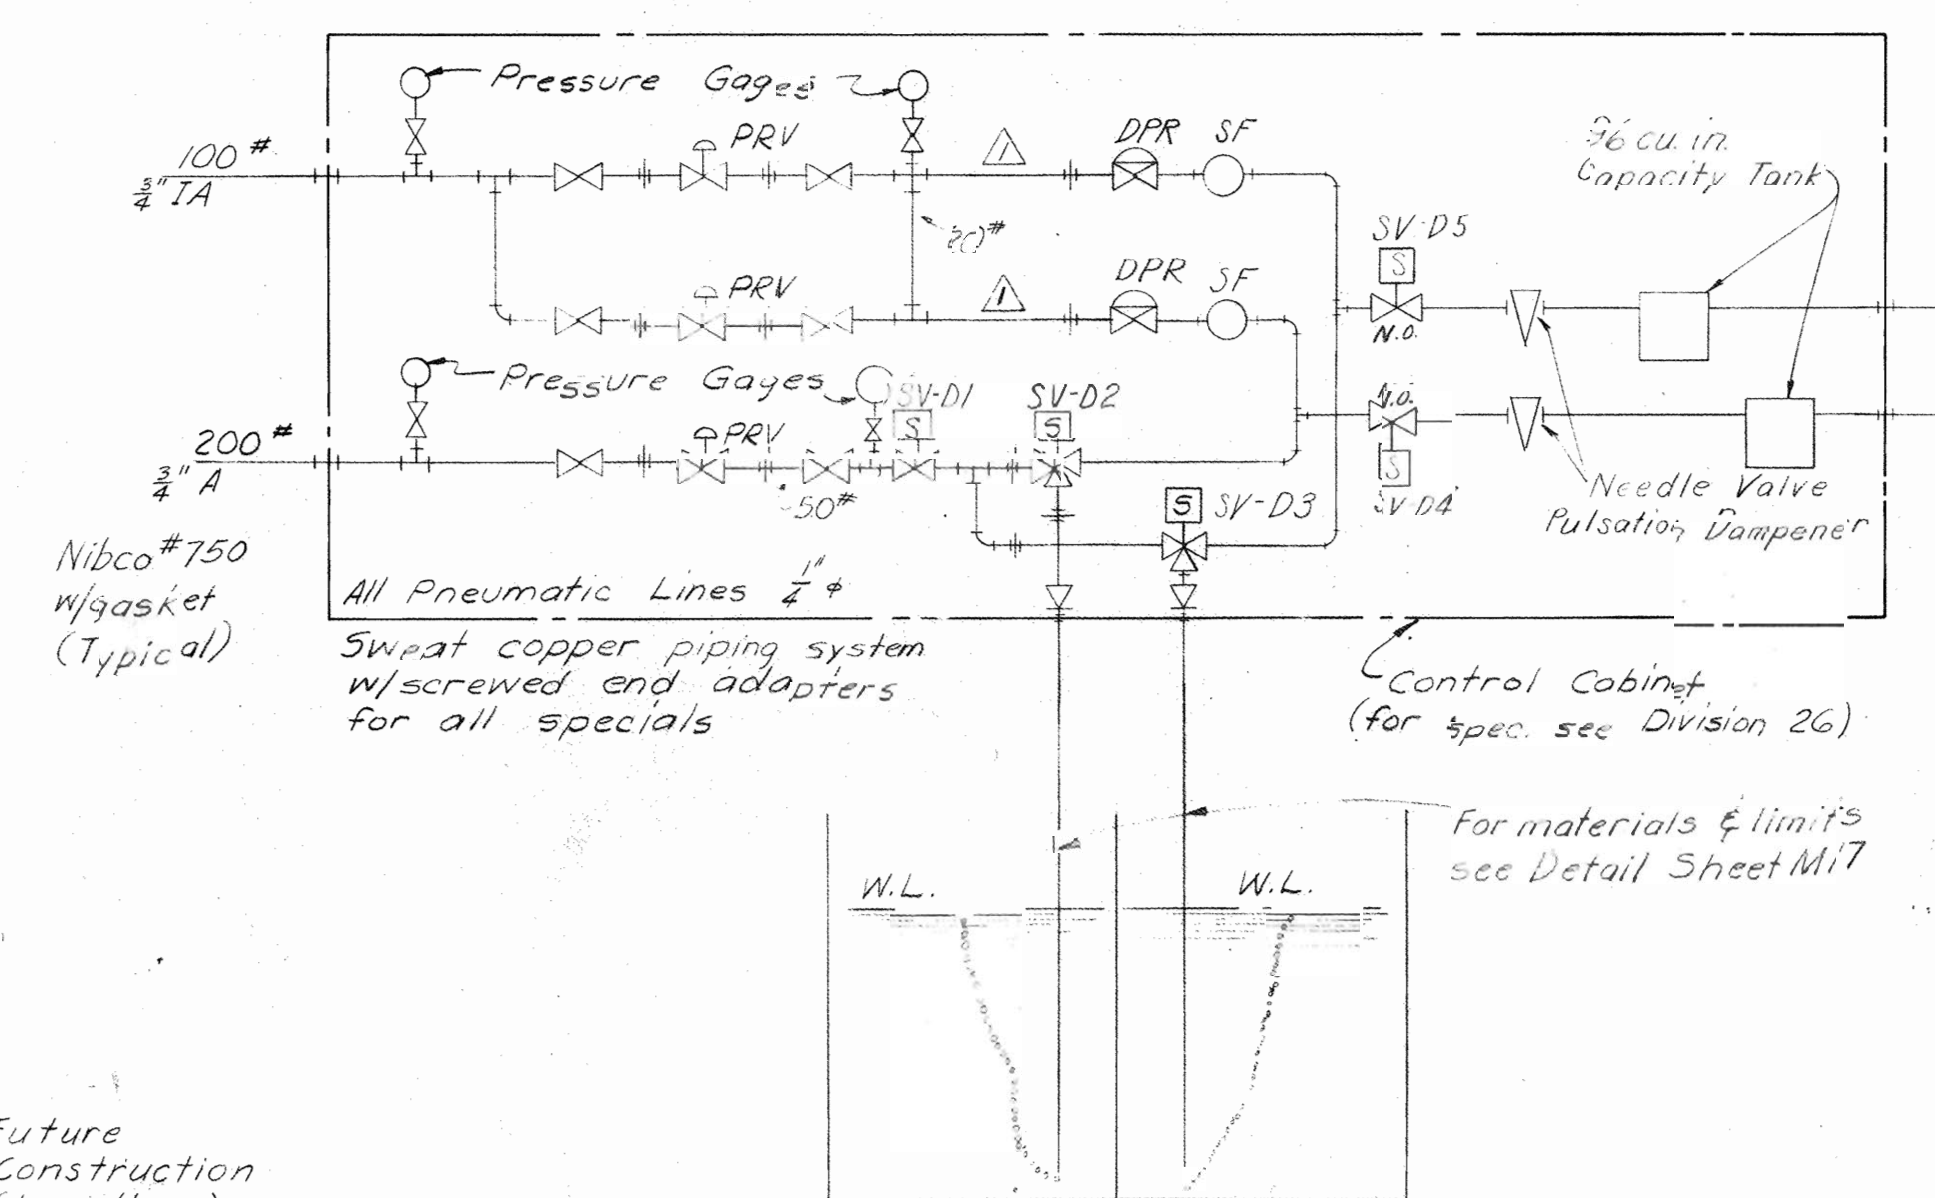 Pressure Gages
PRV
DPR
SF
96 cu. in.
Capacity Tank
100#
3/4" IA
1
20#
SV-D5
S
N.O.
PRV
1
DPR
SF
Pressure Gages
SV-D1
S
SV-D2
S
N.O.
S
SV-D4
200#
3/4" A
PRV
50#
S
SV-D3
Needle Valve
Pulsation Dampener
Nibco #750
w/gasket
(Typical)
All Pneumatic Lines 1/4" φ
Sweat copper piping system
w/screwed end adapters
for all specials
Control Cabinet
(for spec. see Division 26)
For materials & limits
see Detail Sheet M17
W.L.
W.L.
Future
Construction